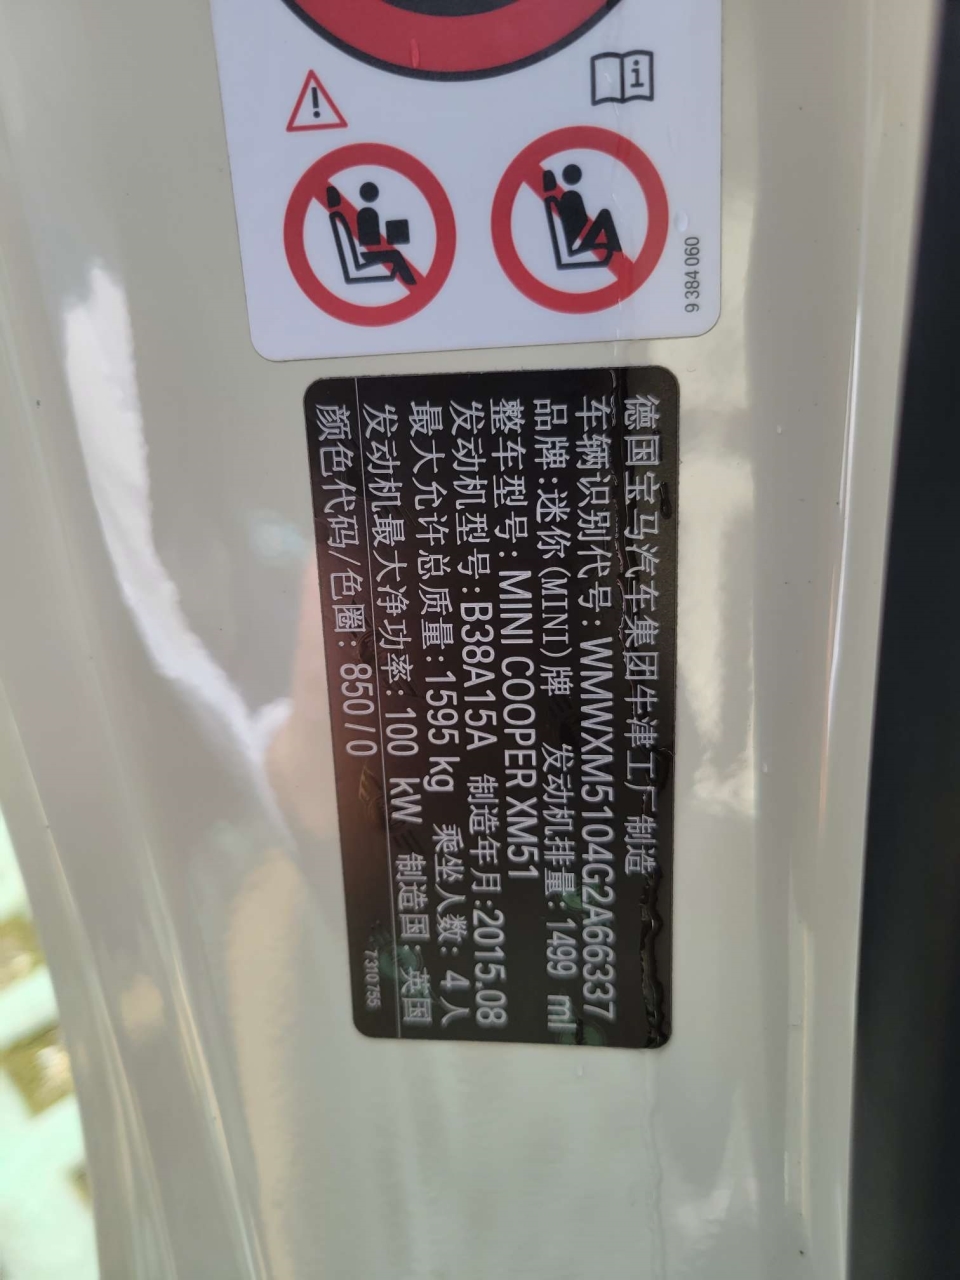 9 384 060
德国宝马汽车集团牛津工厂制造
车辆识别代号：WMWXM5104G2A66337
品牌：迷你(MINI)牌 发动机排量：1499 ml
整车型号：MINI COOPER XM51
发动机型号：B38A15A 制造年月：2015.08
最大允许总质量：1595 kg 乘坐人数：4人
发动机最大净功率：100 kW 制造国：英国
颜色代码/色圈：850 / 0
7310755